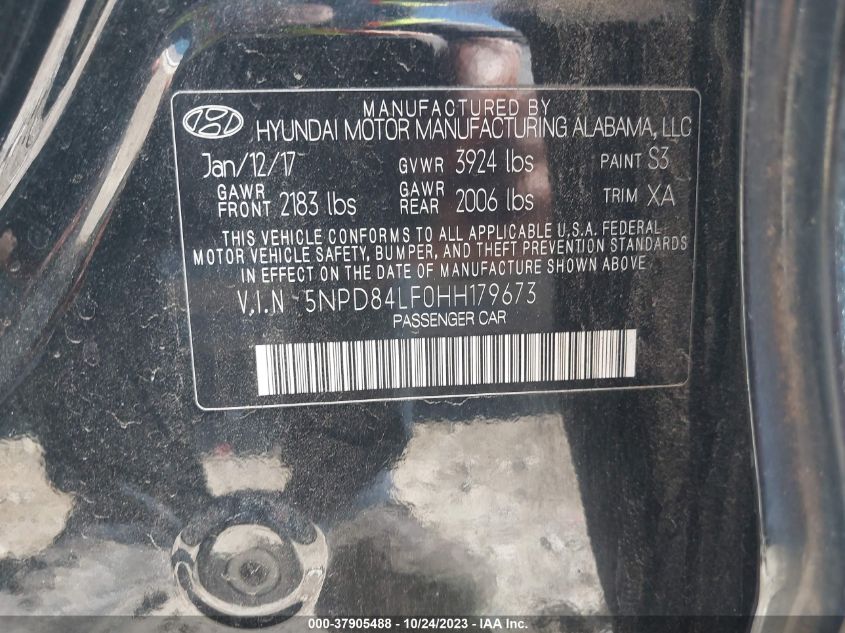 MANUFACTURED BY
HYUNDAI MOTOR MANUFACTURING ALABAMA, LLC
Jan/12/17 GVWR 3924 lbs PAINT S3
GAWR FRONT 2183 lbs GAWR REAR 2006 lbs TRIM XA
THIS VEHICLE CONFORMS TO ALL APPLICABLE U.S.A. FEDERAL
MOTOR VEHICLE SAFETY, BUMPER, AND THEFT PREVENTION STANDARDS
IN EFFECT ON THE DATE OF MANUFACTURE SHOWN ABOVE
V.I.N 5NPD84LF0HH179673
PASSENGER CAR
000-37905488 - 10/24/2023 - IAA Inc.